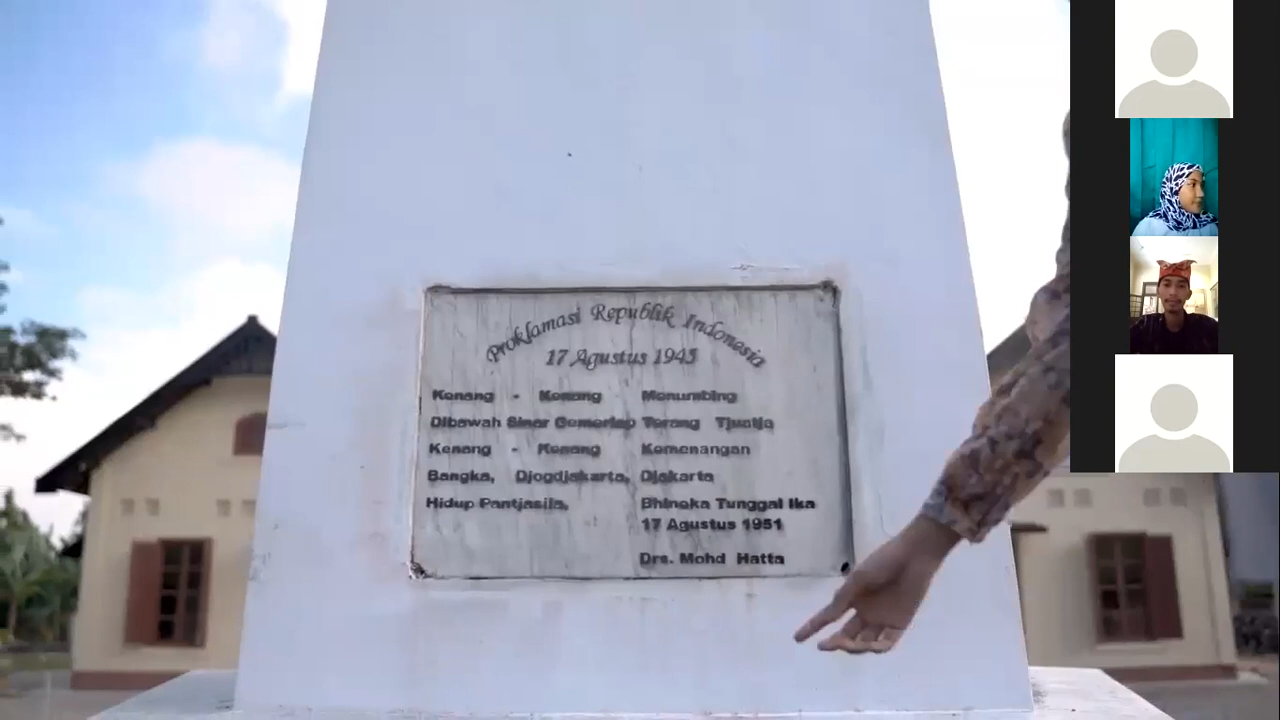 Proklamasi Republik Indonesia
17 Agustus 1945
Kenang - Kenang Menumbing
Dibawah Sinar Gemerlap Terang Tjuatja
Kenang - Kenang Kemenangan
Bangka, Djogdjakarta, Djakarta
Hidup Pantjasila, Bhineka Tunggal Ika
17 Agustus 1951
Drs. Mohd Hatta